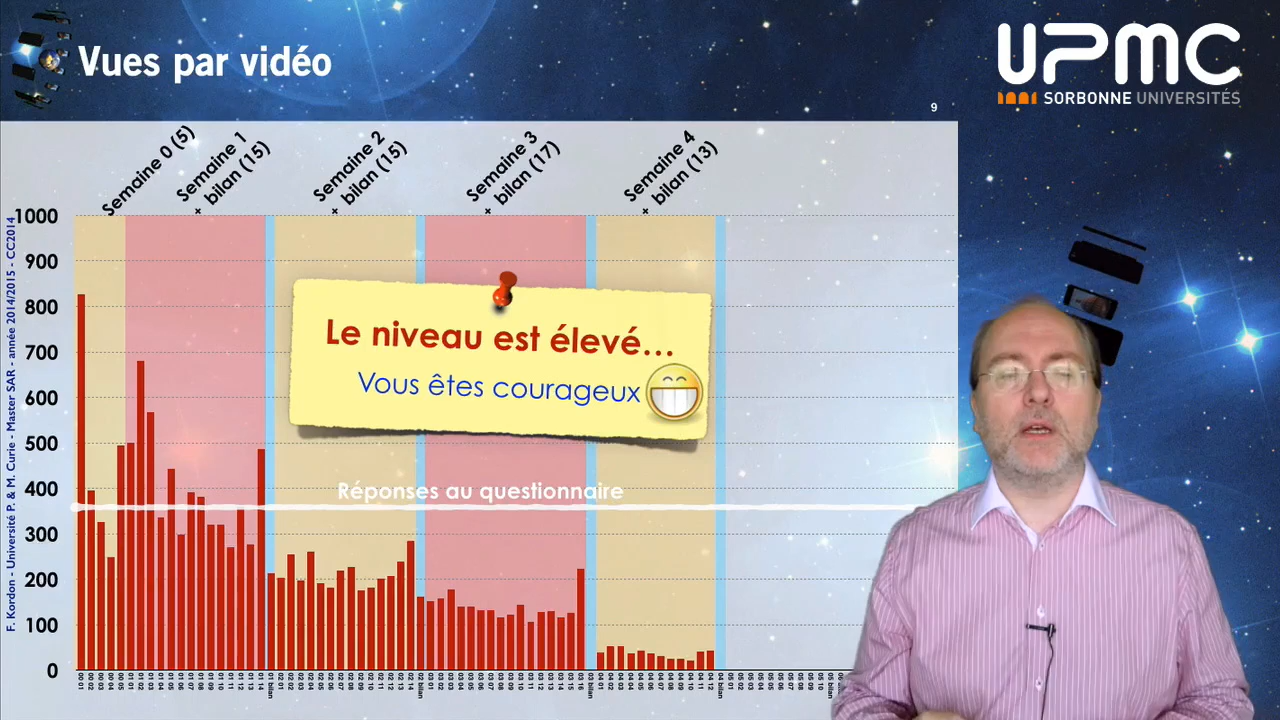 Vues par vidéo
UPMC
SORBONNE UNIVERSITÉS
9
Semaine 0 (5)
Semaine 1
+ bilan (15)
Semaine 2
+ bilan (15)
Semaine 3
+ bilan (17)
Semaine 4
+ bilan (13)
1000
900
800
700
600
500
400
300
200
100
0
Le niveau est élevé...
Vous êtes courageux
Réponses au questionnaire
F. Kordon - Université P. & M. Curie - Master SAR - année 2014/2015 - CC2014